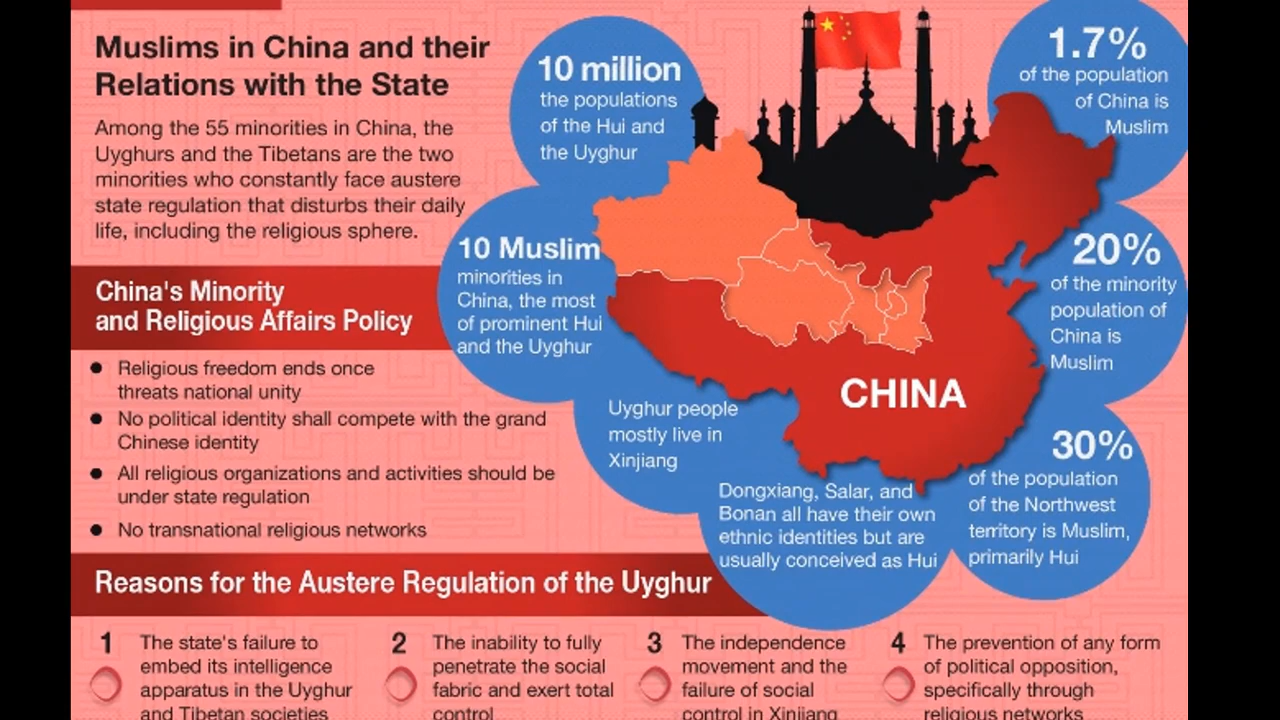 Muslims in China and their
Relations with the State
Among the 55 minorities in China, the
Uyghurs and the Tibetans are the two
minorities who constantly face austere
state regulation that disturbs their daily
life, including the religious sphere.
China's Minority
and Religious Affairs Policy
Religious freedom ends once
threats national unity
No political identity shall compete with the grand
Chinese identity
All religious organizations and activities should be
under state regulation
No transnational religious networks
10 million
the populations
of the Hui and
the Uyghur
10 Muslim
minorities in
China, the most
of prominent Hui
and the Uyghur
Uyghur people
mostly live in
Xinjiang
Dongxiang, Salar, and
Bonan all have their own
ethnic identities but are
usually conceived as Hui
CHINA
1.7%
of the population
of China is
Muslim
20%
of the minority
population of
China is
Muslim
30%
of the population
of the Northwest
territory is Muslim,
primarily Hui
Reasons for the Austere Regulation of the Uyghur
1
The state's failure to
embed its intelligence
apparatus in the Uyghur
and Tibetan societies
2
The inability to fully
penetrate the social
fabric and exert total
control
3
The independence
movement and the
failure of social
control in Xinjiang
4
The prevention of any form
of political opposition,
specifically through
religious networks